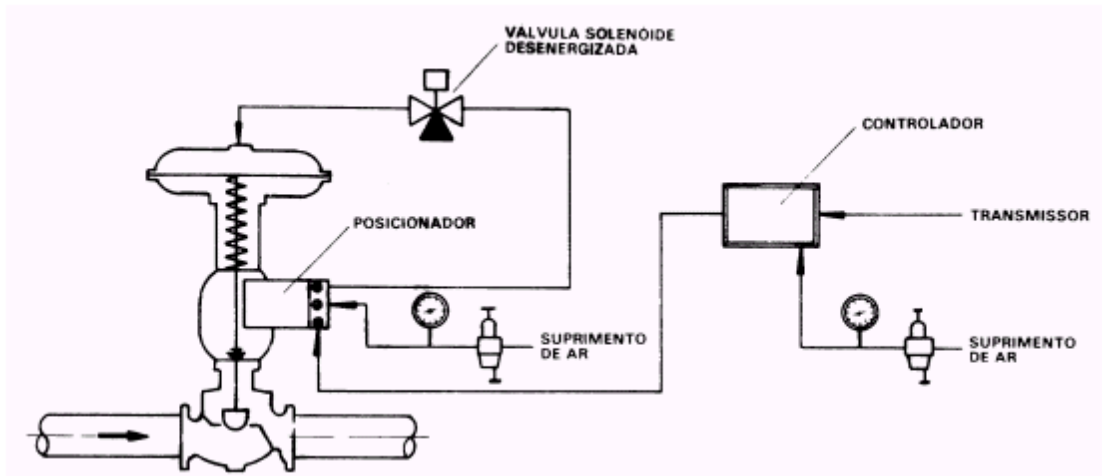 VÁLVULA SOLENÓIDE
DESENERGIZADA
CONTROLADOR
POSICIONADOR
TRANSMISSOR
SUPRIMENTO
DE AR
SUPRIMENTO
DE AR